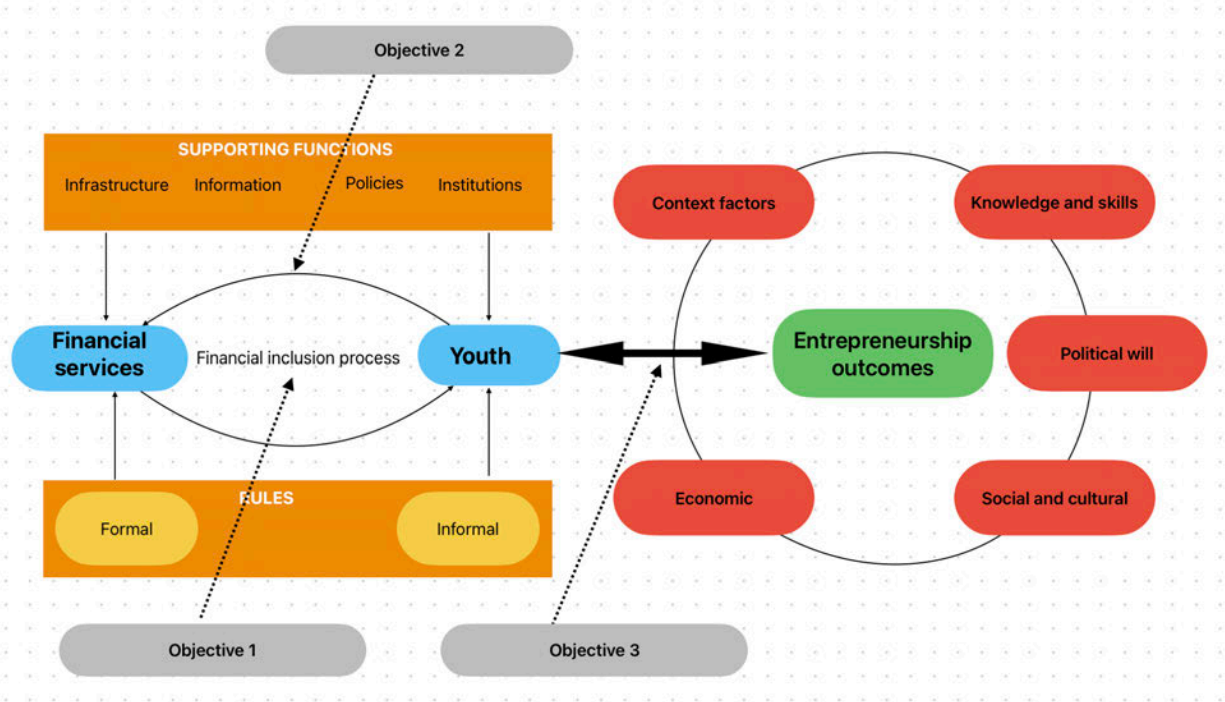 Objective 2
SUPPORTING FUNCTIONS
Infrastructure Information Policies Institutions
Context factors
Knowledge and skills
Financial
services
Financial inclusion process
Youth
Entrepreneurship
outcomes
Political will
RULES
Formal
Informal
Economic
Social and cultural
Objective 1
Objective 3